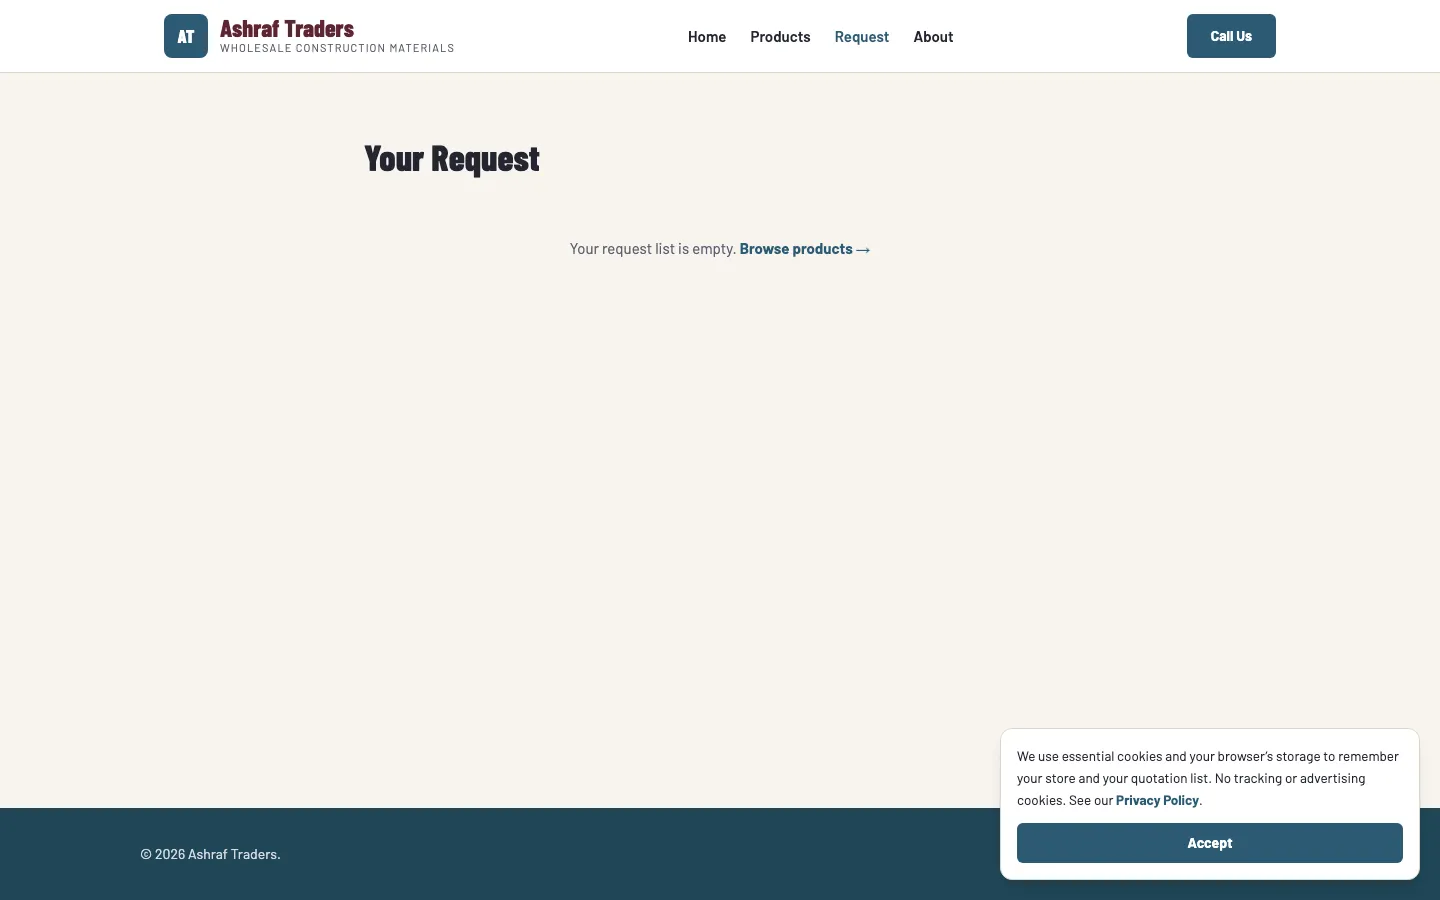 AT
Ashraf Traders
WHOLESALE CONSTRUCTION MATERIALS
Home Products Request About
Call Us
Your Request
Your request list is empty. Browse products →
We use essential cookies and your browser's storage to remember
your store and your quotation list. No tracking or advertising
cookies. See our Privacy Policy.
Accept
© 2026 Ashraf Traders.